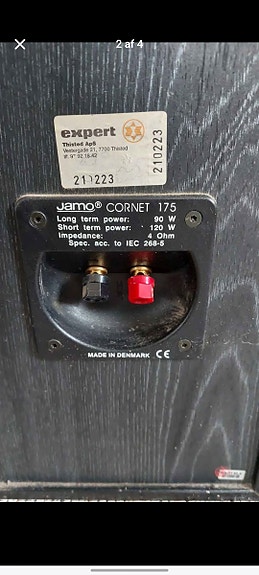 2 af 4
expert
Thisted ApS
Vestergade 21, 7700 Thisted
210223
210223
Jamo® CORNET 175
Long term power: 90 W
Short term power: 120 W
Impedance: 4 Ohm
Spec. acc. to IEC 268-5
MADE IN DENMARK CE